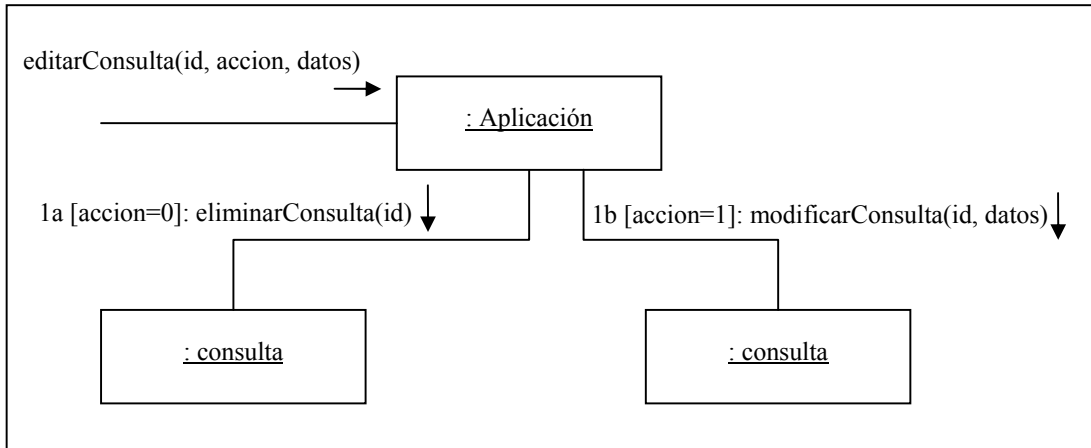 editarConsulta(id, accion, datos)
: Aplicación
1a [accion=0]: eliminarConsulta(id)
1b [accion=1]: modificarConsulta(id, datos)
: consulta
: consulta